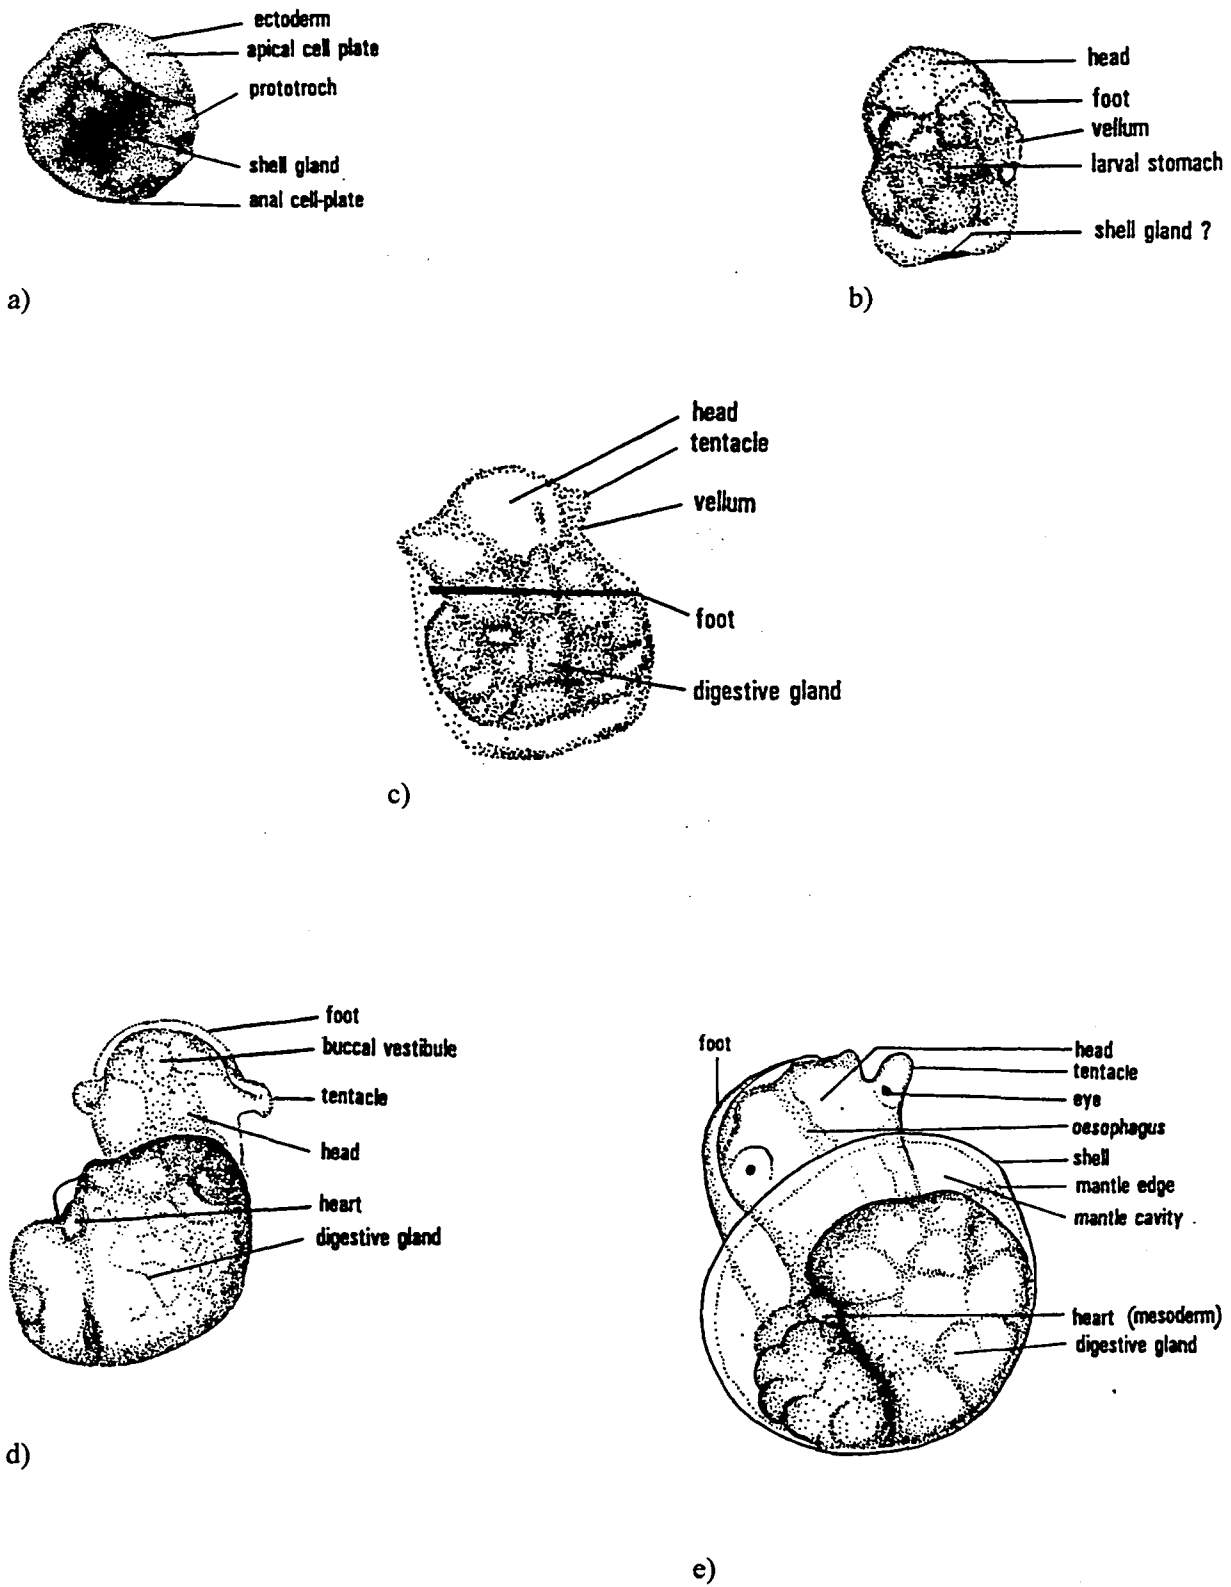 ectoderm
apical cell plate
prototroch
shell gland
anal cell-plate
a)
head
foot
vellum
larval stomach
shell gland ?
b)
head
tentacle
vellum
foot
digestive gland
c)
foot
buccal vestibule
tentacle
head
heart
digestive gland
d)
foot
head
tentacle
eye
oesophagus
shell
mantle edge
mantle cavity
heart (mesoderm)
digestive gland
e)